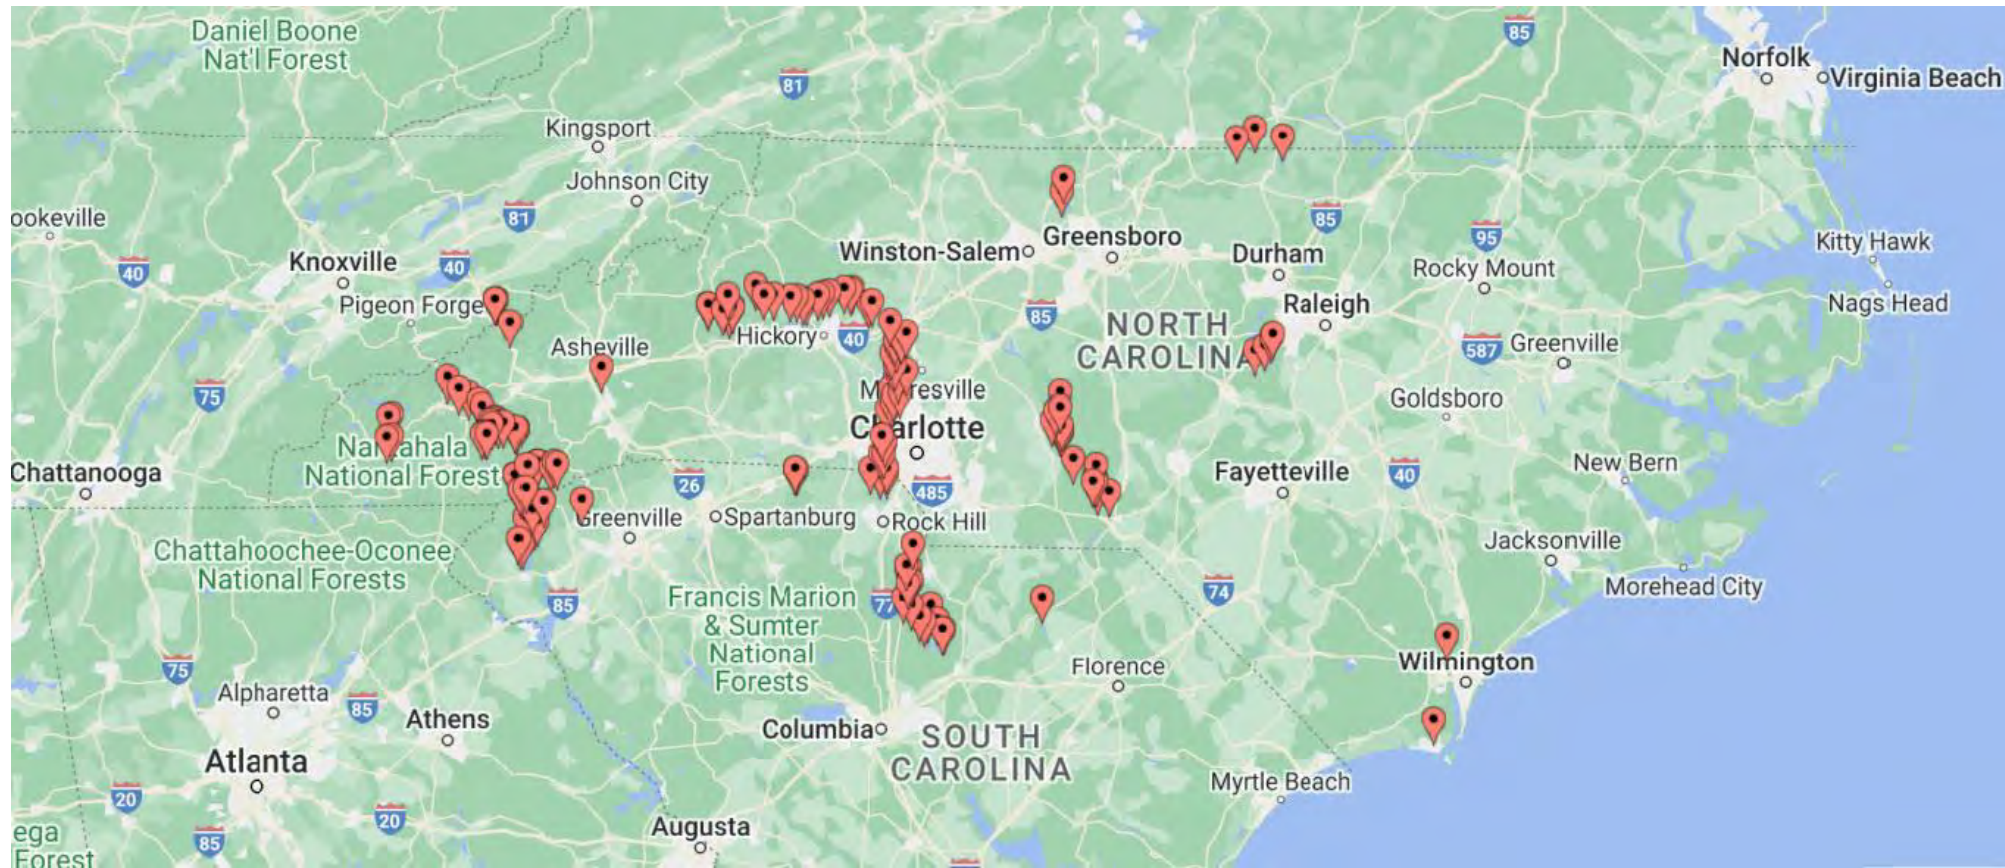 Daniel Boone
Nat'l Forest
85
Norfolk
Virginia Beach
81
Kingsport
Johnson City
81
85
ookeville
95
Kitty Hawk
Winston-Salem
Greensboro
Durham
Rocky Mount
40
Knoxville
40
Nags Head
Pigeon Forge
Raleigh
85
NORTH
CAROLINA
Hickory
40
Asheville
587
Greenville
75
M resville
Goldsboro
Charlotte
Nantahala
National Forest
Chattanooga
Fayetteville
40
New Bern
26
485
Greenville
Spartanburg
Rock Hill
Jacksonville
Chattahoochee-Oconee
National Forests
Morehead City
85
77
74
Francis Marion
& Sumter
National
Forests
75
Florence
Wilmington
Alpharetta
85
Athens
Columbia
SOUTH
CAROLINA
Atlanta
Myrtle Beach
20
20
85
Augusta
ega
Forest